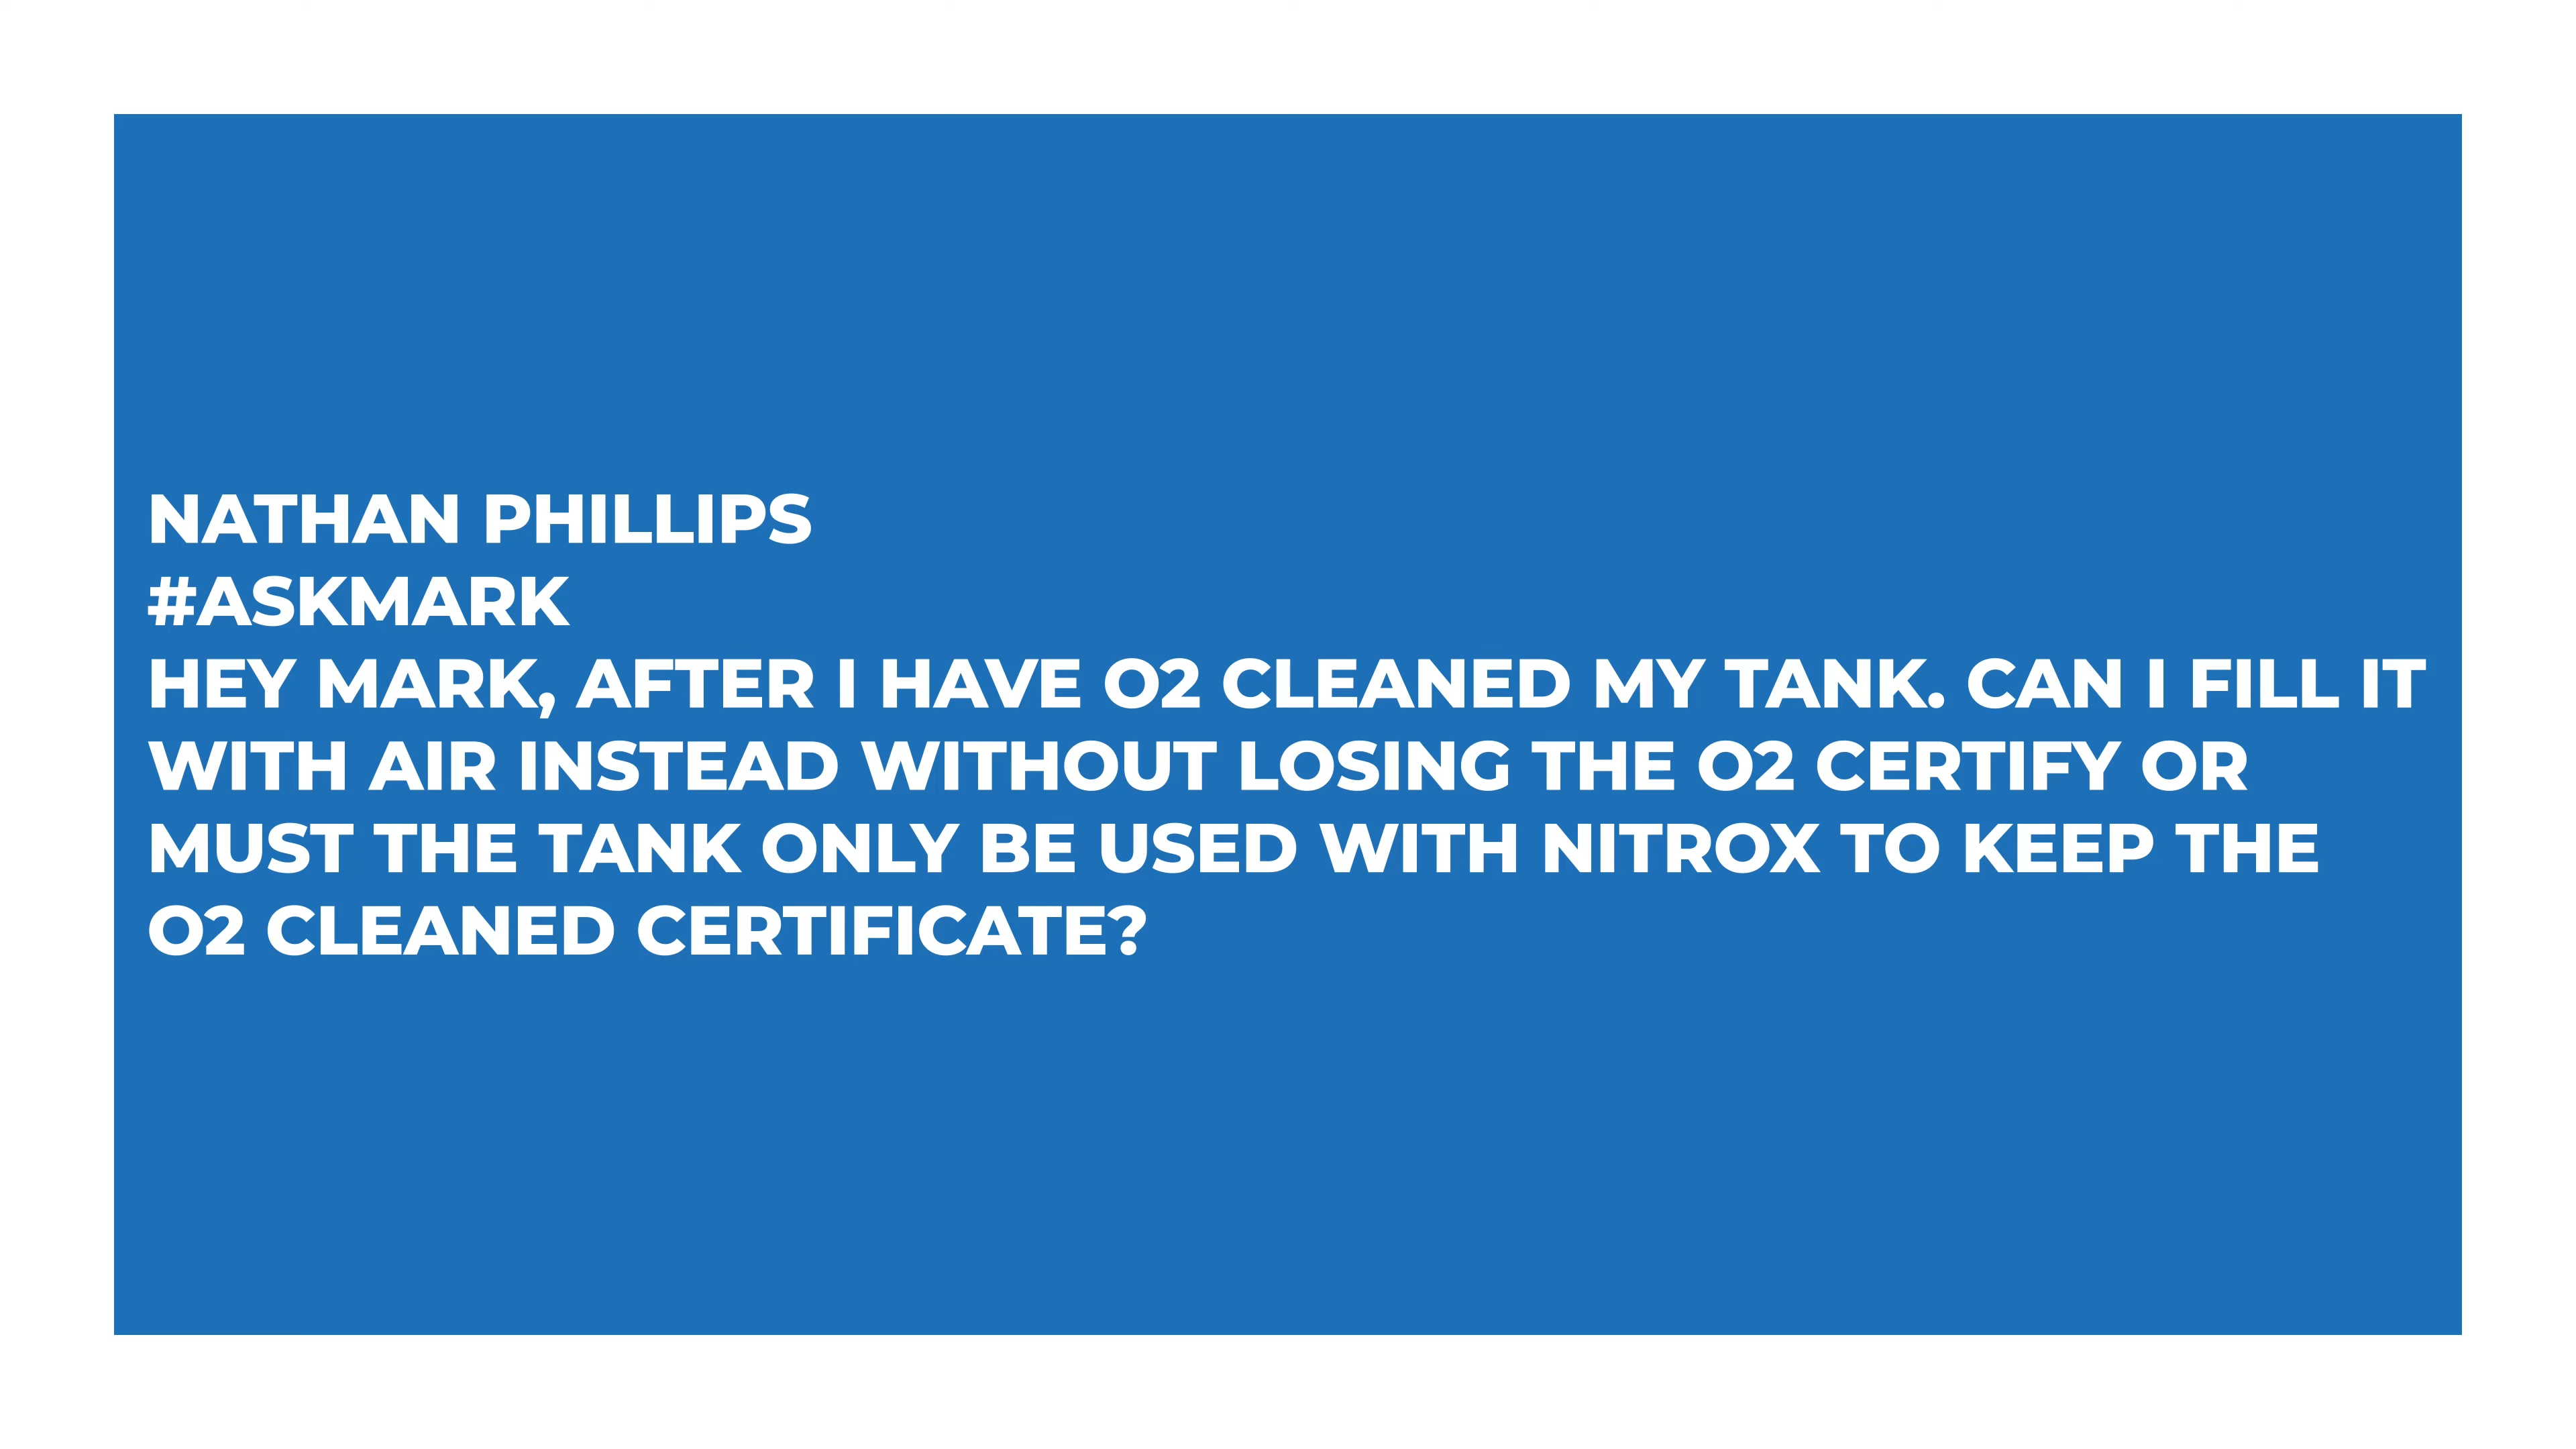 NATHAN PHILLIPS
#ASKMARK
HEY MARK, AFTER I HAVE O2 CLEANED MY TANK. CAN I FILL IT
WITH AIR INSTEAD WITHOUT LOSING THE O2 CERTIFY OR
MUST THE TANK ONLY BE USED WITH NITROX TO KEEP THE
O2 CLEANED CERTIFICATE?